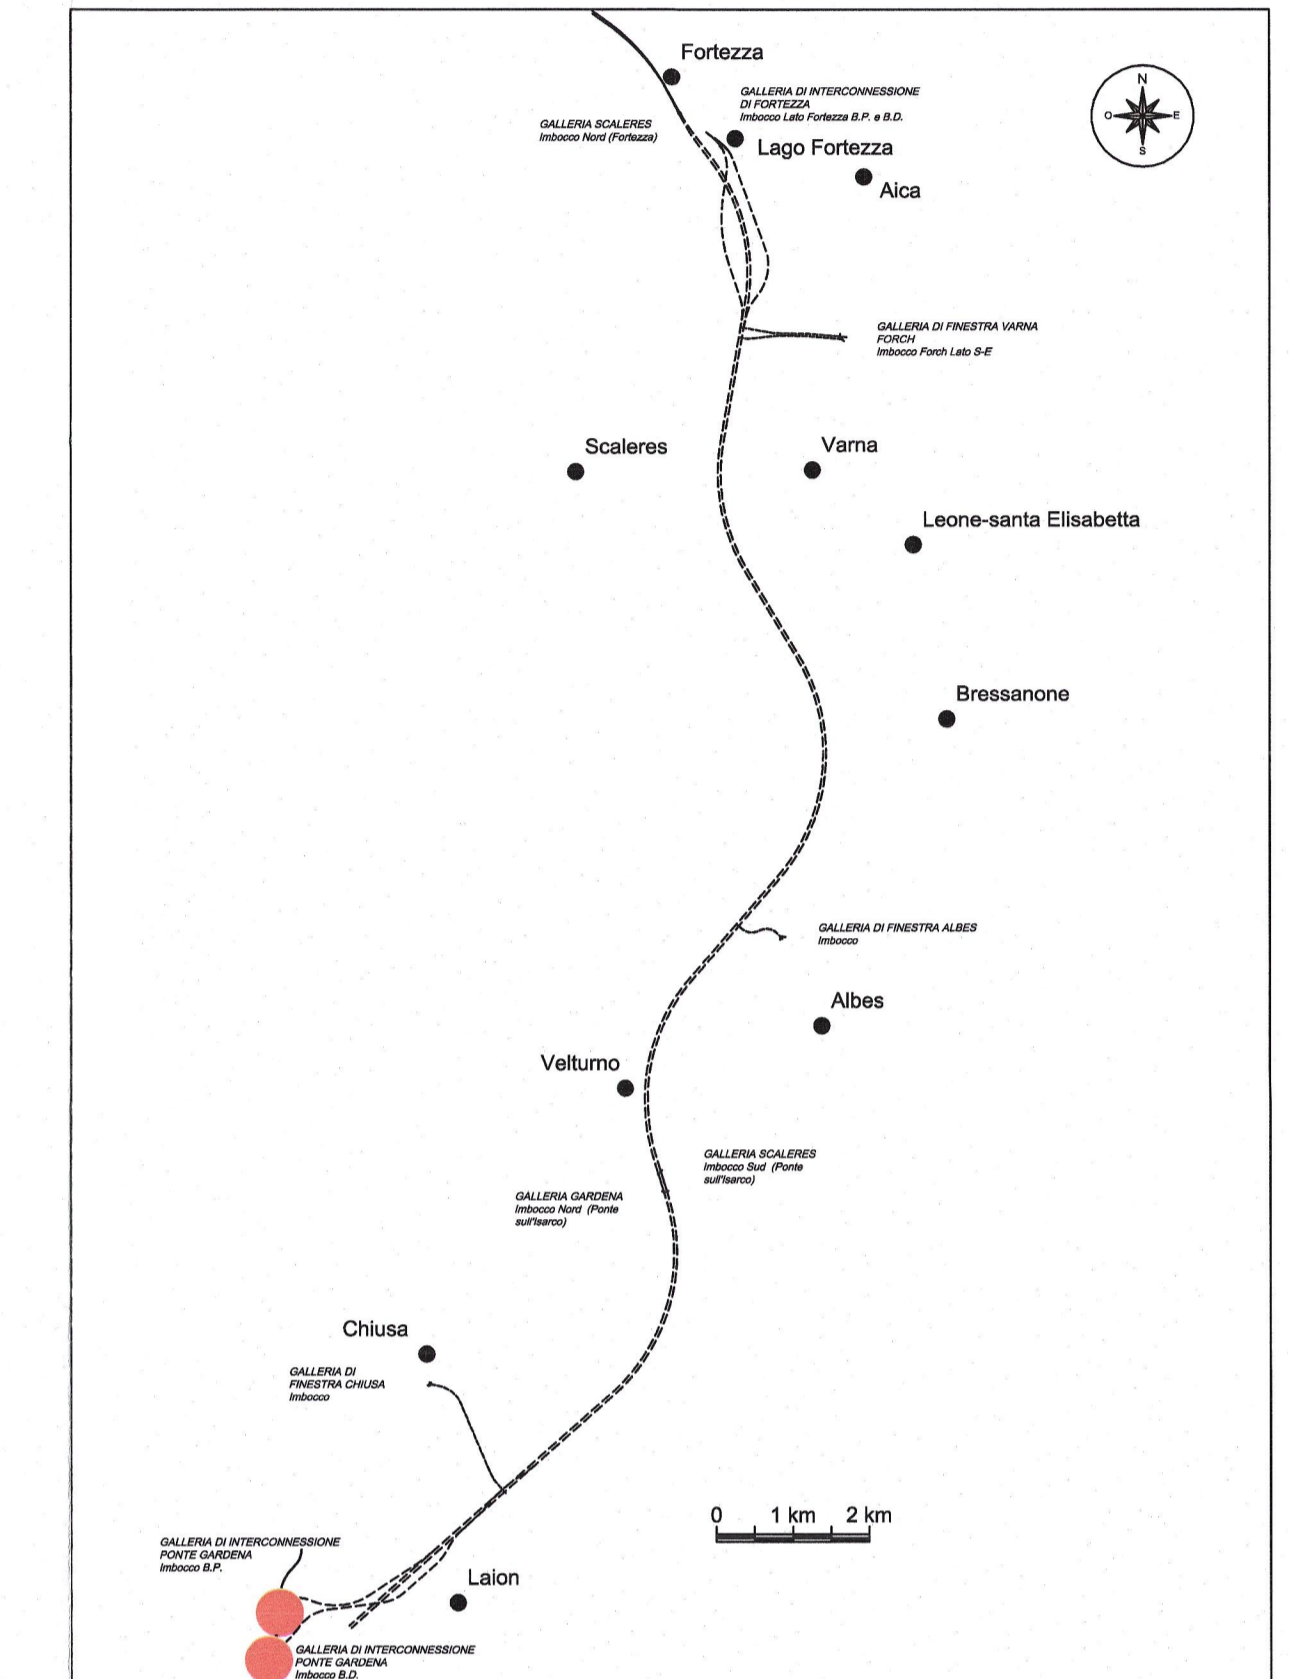 Fortezza
GALLERIA DI INTERCONNESSIONE
DI FORTEZZA
Imbocco Lato Fortezza B.P. e B.D.
N
O
E
S
GALLERIA SCALERES
Imbocco Nord (Fortezza)
Lago Fortezza
Aica
GALLERIA DI FINESTRA VARNA
FORCH
Imbocco Forch Lato S-E
Scaleres
Varna
Leone-santa Elisabetta
Bressanone
GALLERIA DI FINESTRA ALBES
Imbocco
Albes
Velturno
GALLERIA SCALERES
Imbocco Sud (Ponte
sull'Isarco)
GALLERIA GARDENA
Imbocco Nord (Ponte
sull'Isarco)
Chiusa
GALLERIA DI
FINESTRA CHIUSA
Imbocco
0 1 km 2 km
GALLERIA DI INTERCONNESSIONE
PONTE GARDENA
Imbocco B.P.
Laion
GALLERIA DI INTERCONNESSIONE
PONTE GARDENA
Imbocco B.D.